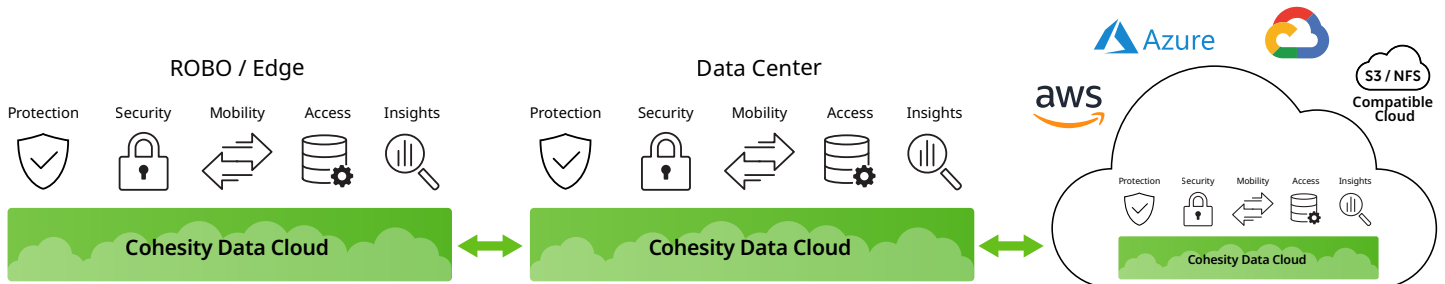 ROBO / Edge
Protection
Security
Mobility
Access
Insights
Cohesity Data Cloud
Data Center
Protection
Security
Mobility
Access
Insights
Cohesity Data Cloud
aws
Azure
S3 / NFS
Compatible
Cloud
Protection
Security
Mobility
Access
Insights
Cohesity Data Cloud